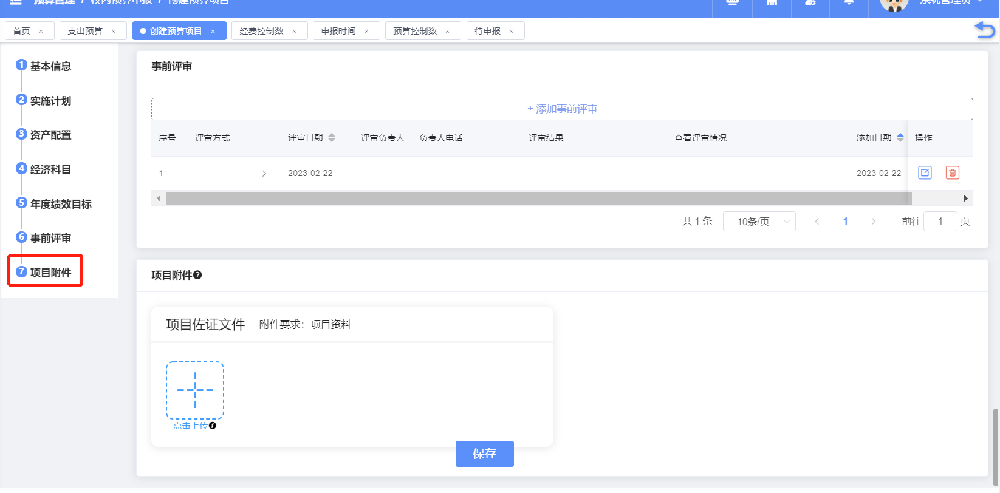 预算管理 / 校内预算申报 / 创建预算项目
系统管理员
首页 ×
支出预算 ×
创建预算项目 ×
经费控制数 ×
申报时间 ×
预算控制数 ×
待申报 ×
1 基本信息
2 实施计划
3 资产配置
4 经济科目
5 年度绩效目标
6 事前评审
7 项目附件
事前评审
+ 添加事前评审
序号 评审方式 评审日期 评审负责人 负责人电话 评审结果 查看评审情况 添加日期 操作
1 2023-02-22 2023-02-22
共 1 条 10条/页 1 前往 1 页
项目附件
项目佐证文件 附件要求：项目资料
点击上传
保存